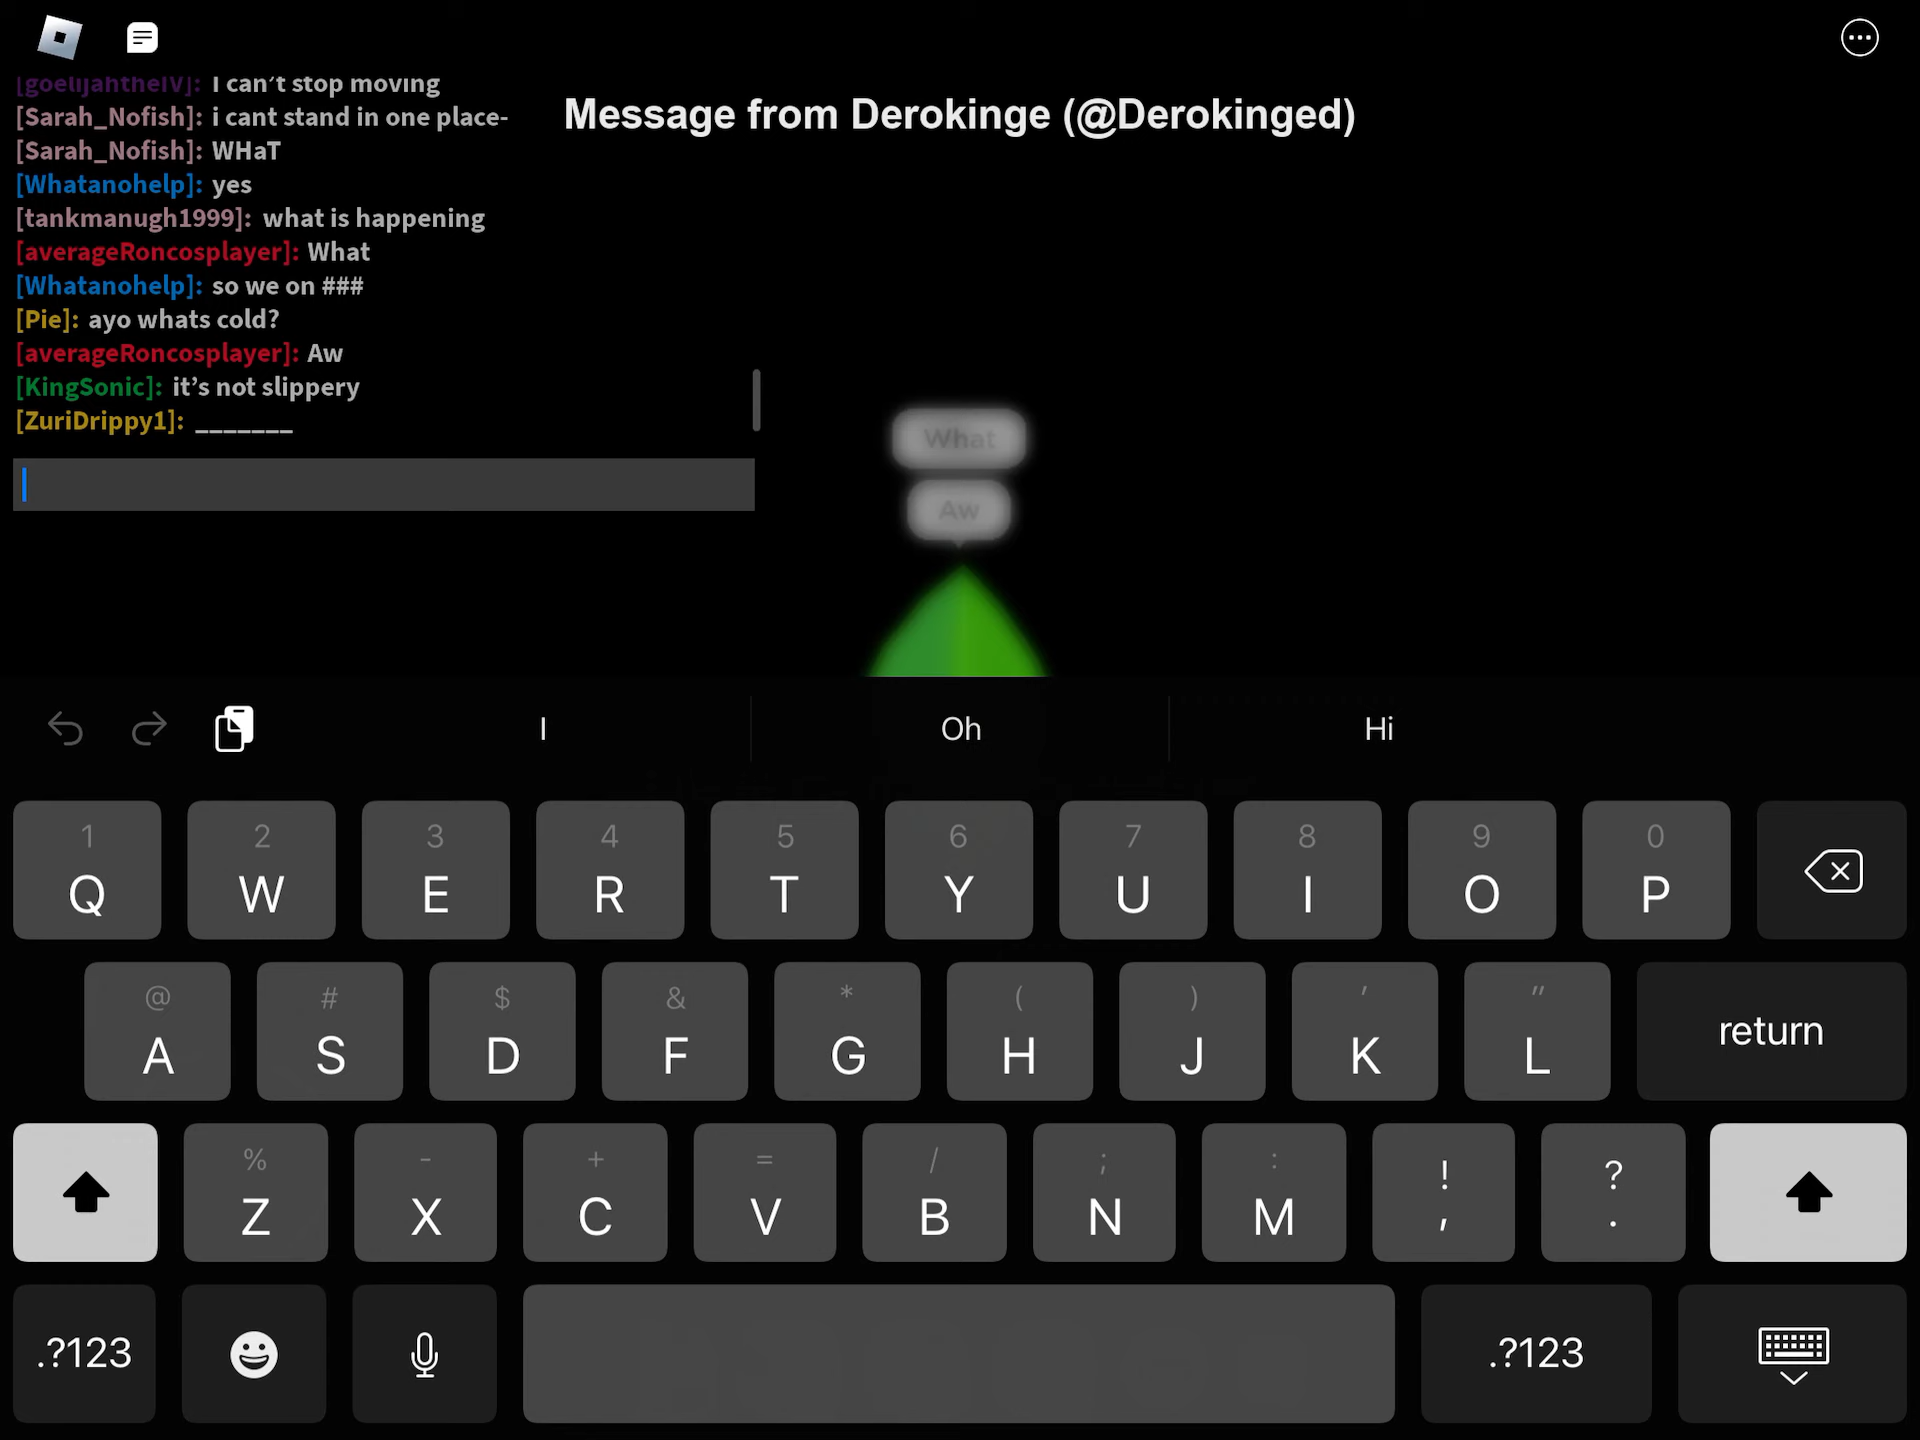 [goelijahtheIV]: I can't stop moving
[Sarah_Nofish]: i cant stand in one place-
[Sarah_Nofish]: WHaT
[Whatanohelp]: yes
[tankmanugh1999]: what is happening
[averageRoncosplayer]: What
[Whatanohelp]: so we on ###
[Pie]: ayo whats cold?
[averageRoncosplayer]: Aw
[KingSonic]: it's not slippery
[ZuriDrippy1]: _______
Message from Derokinge (@Derokinged)
What
Aw
I Oh Hi
1 2 3 4 5 6 7 8 9 0
Q W E R T Y U I O P
@ # $ & * ( ) ' "
A S D F G H J K L return
% - + = / ; : ! ?
Z X C V B N M , .
.?123 .?123